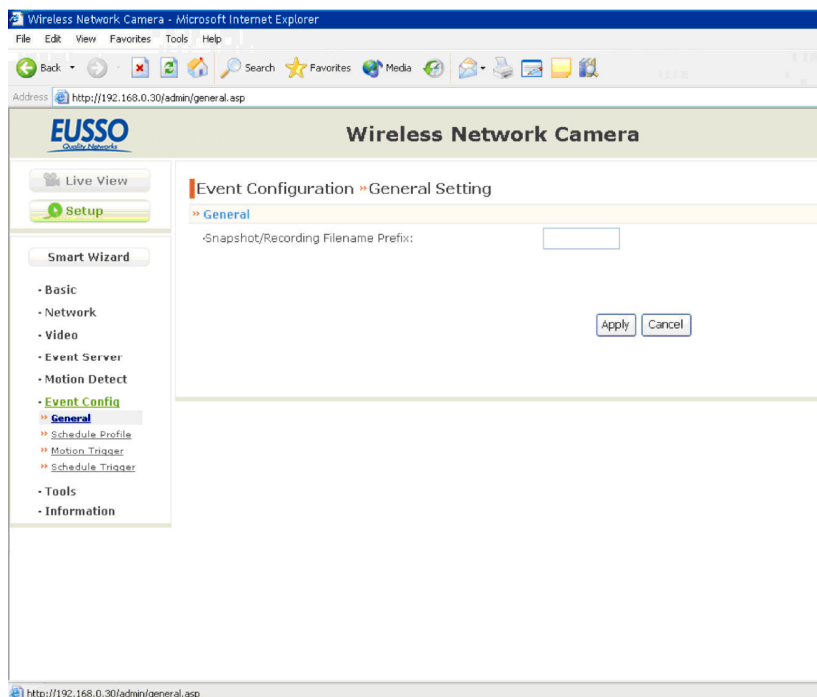 Wireless Network Camera - Microsoft Internet Explorer
File Edit View Favorites Tools Help
Back Search Favorites Media
Address http://192.168.0.30/admin/general.asp
EUSSO
Quality Networks
Wireless Network Camera
Live View
Setup
Smart Wizard
· Basic
· Network
· Video
· Event Server
· Motion Detect
· Event Config
» General
» Schedule Profile
» Motion Trigger
» Schedule Trigger
· Tools
· Information
Event Configuration » General Setting
» General
·Snapshot/Recording Filename Prefix:
Apply Cancel
http://192.168.0.30/admin/general.asp